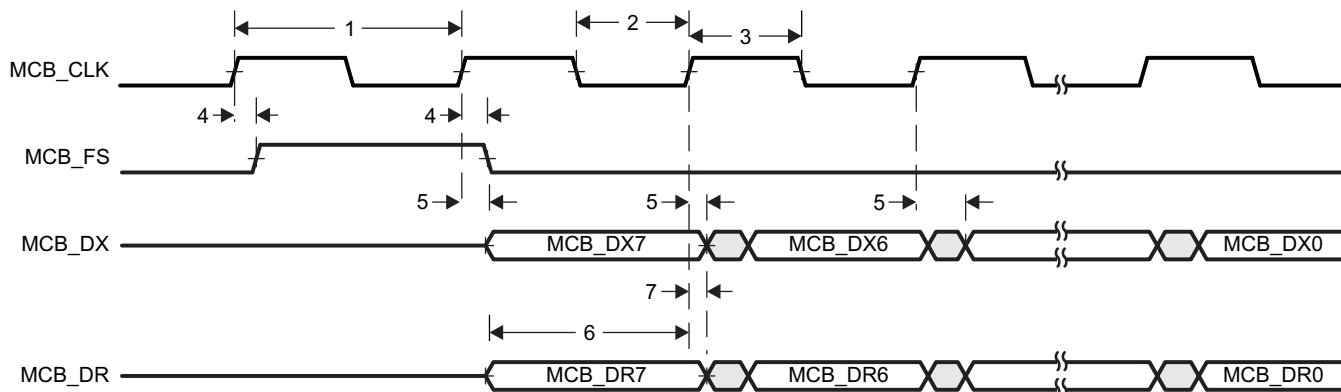 1
2
3
MCB_CLK
4
4
MCB_FS
5
5
5
MCB_DX
MCB_DX7
MCB_DX6
MCB_DX0
7
6
MCB_DR
MCB_DR7
MCB_DR6
MCB_DR0